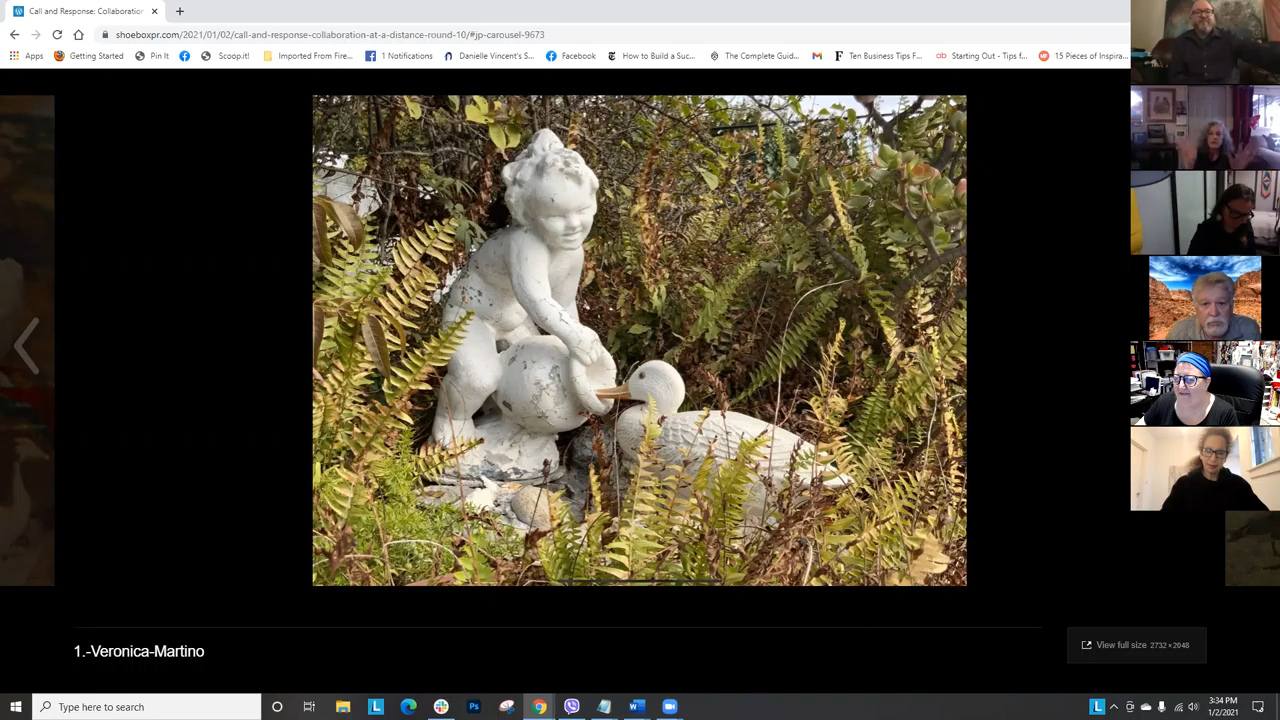 Call and Response: Collaboration
shoeboxpr.com/2021/01/02/call-and-response-collaboration-at-a-distance-round-10/#jp-carousel-9673
Apps Getting Started Pin It Scoop.it! Imported From Fire... 1 Notifications Danielle Vincent's S... Facebook How to Build a Suc... The Complete Guid... Ten Business Tips F... Starting Out - Tips f... 15 Pieces of Inspira...
1.-Veronica-Martino
View full size 2732×2048
Type here to search
3:34 PM
1/2/2021